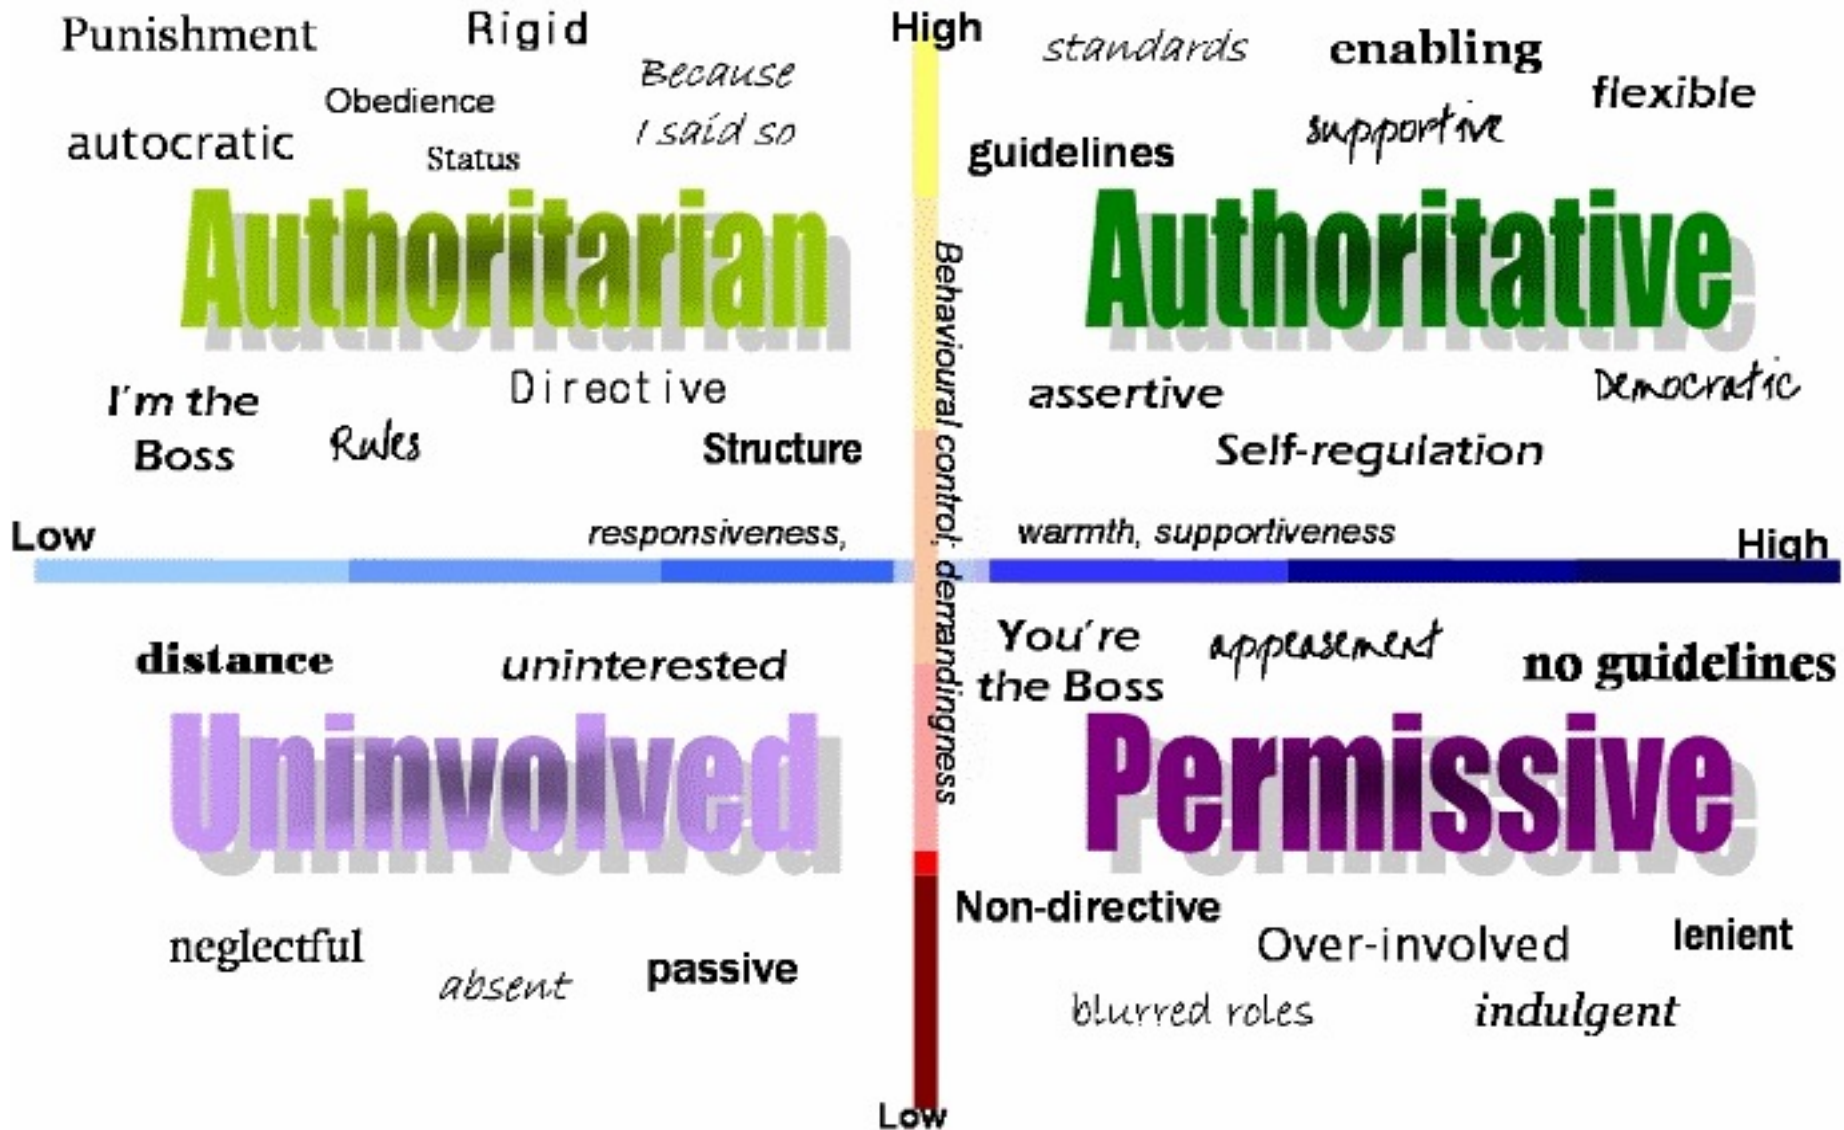 Punishment
Rigid
Because
I said so
Obedience
autocratic
Status
Authoritarian
I'm the
Boss
Rules
Directive
Structure
High
standards
enabling
flexible
supportive
guidelines
Authoritative
assertive
Democratic
Self-regulation
Behavioural control, demandingness
Low
responsiveness,
warmth, supportiveness
High
distance
uninterested
Uninvolved
neglectful
absent
passive
You're
the Boss
appeasement
no guidelines
Permissive
Non-directive
Over-involved
lenient
blurred roles
indulgent
Low